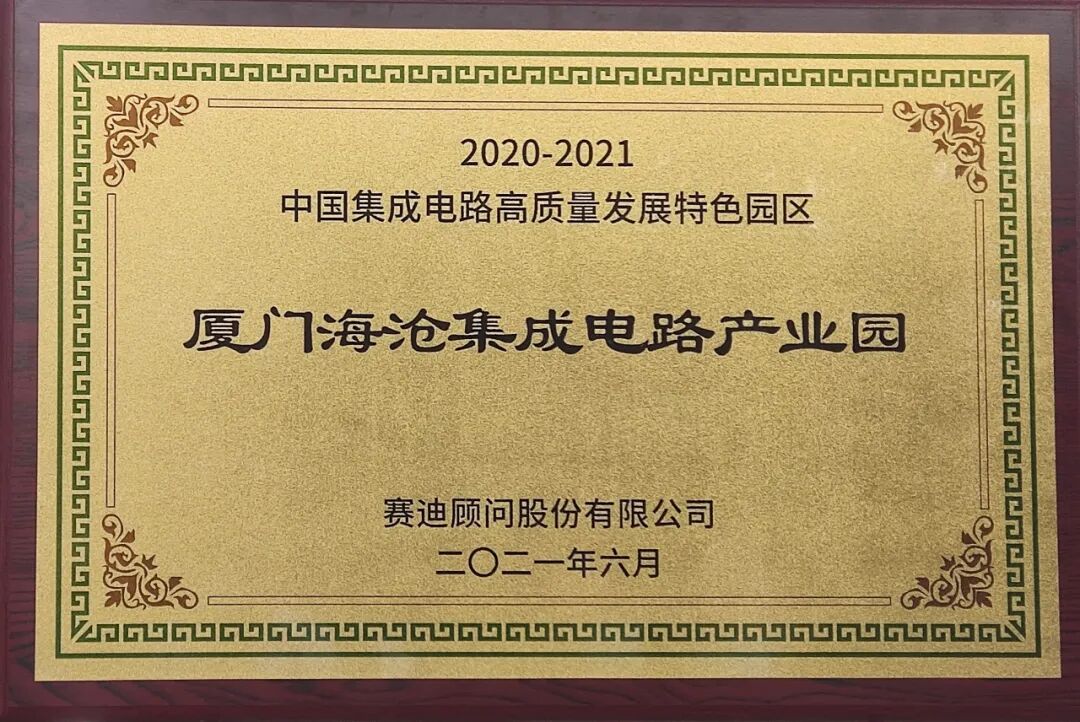 2020-2021
中国集成电路高质量发展特色园区
厦门海沧集成电路产业园
赛迪顾问股份有限公司
二〇二一年六月